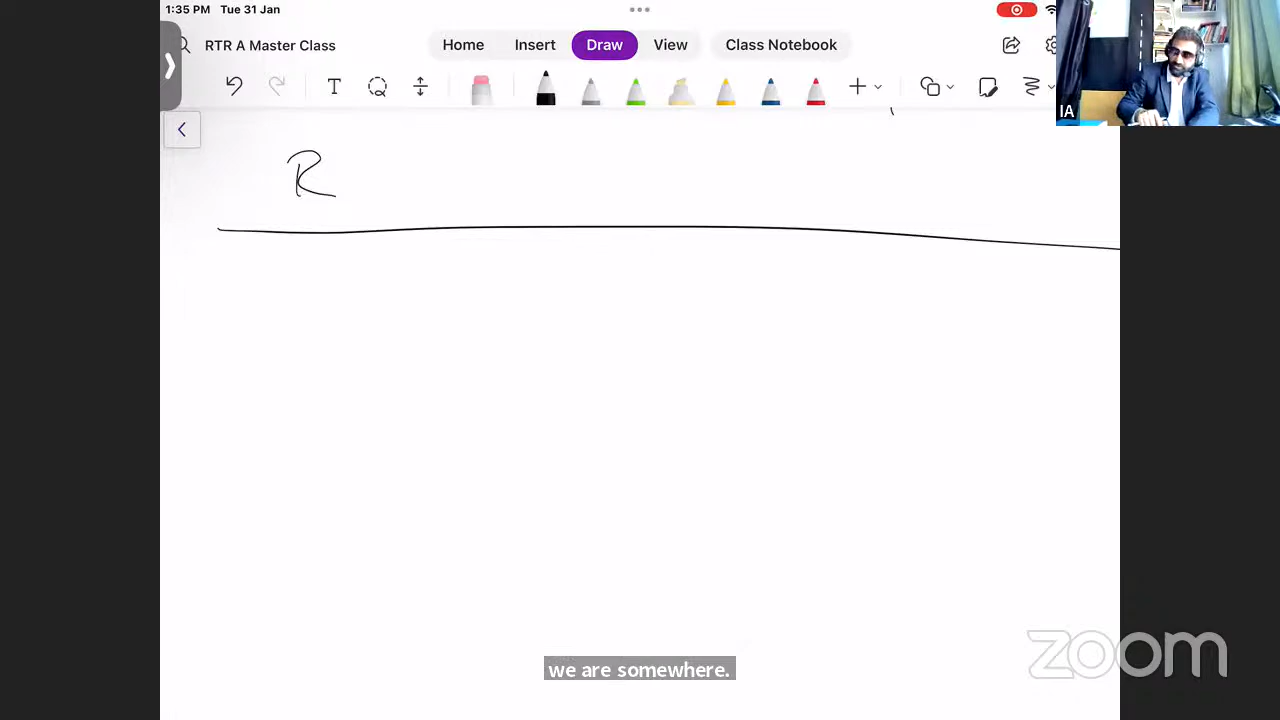 1:35 PM Tue 31 Jan
RTR A Master Class
Home Insert Draw View Class Notebook
T
IA
R
we are somewhere.
zoom